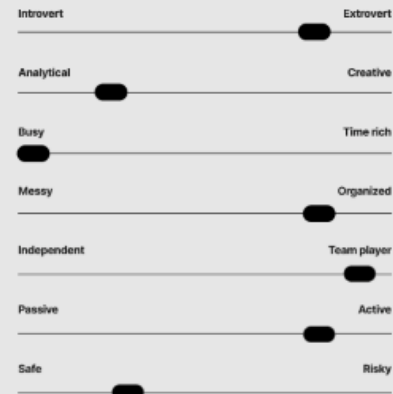 Introvert Extrovert
Analytical Creative
Busy Time rich
Messy Organized
Independent Team player
Passive Active
Safe Risky